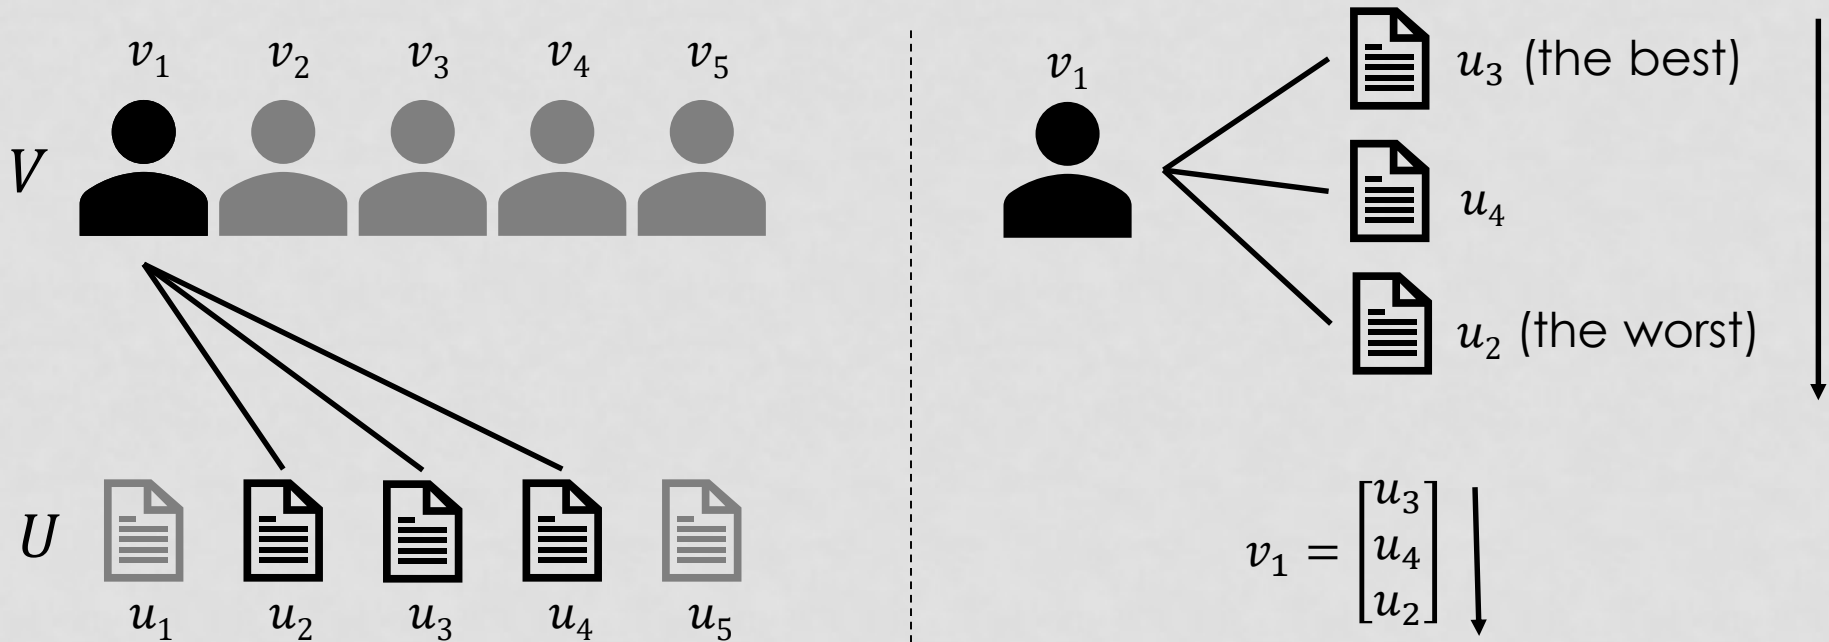 v₁ v₂ v₃ v₄ v₅
V
U
u₁ u₂ u₃ u₄ u₅
v₁
u₃ (the best)
u₄
u₂ (the worst)
v₁ = [u₃
u₄
u₂]